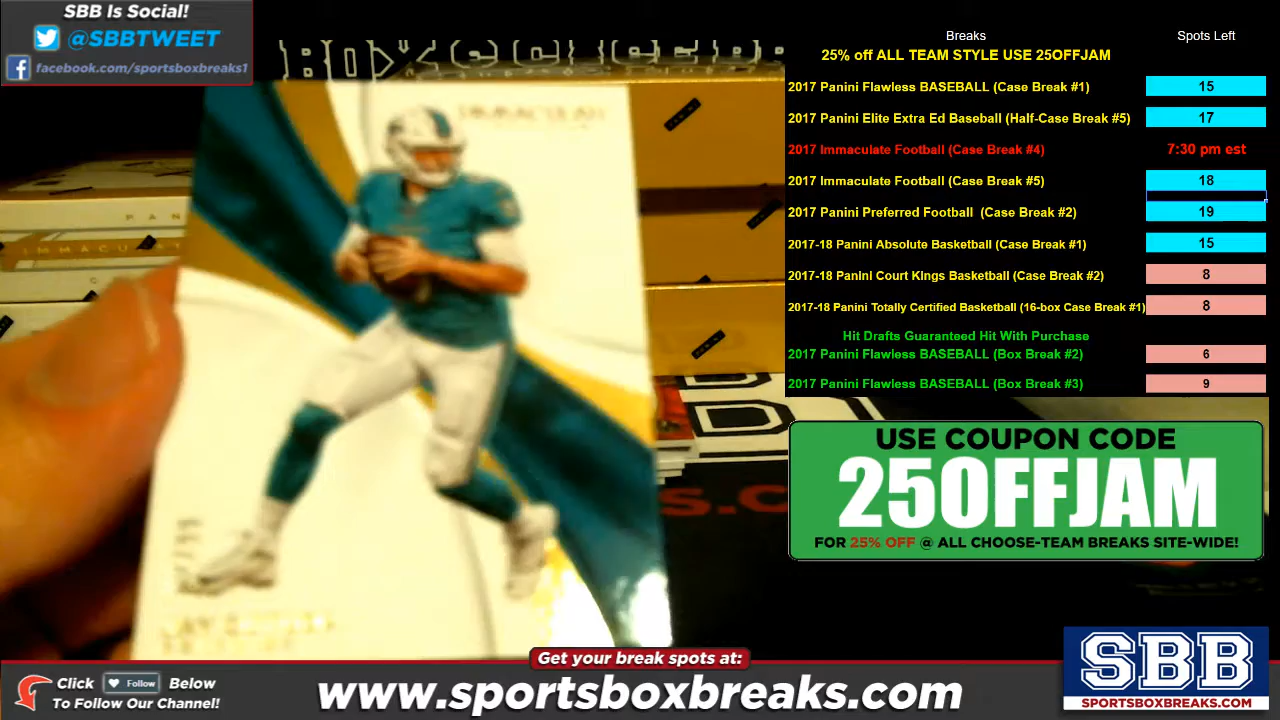 SBB Is Social!
@SBBTWEET
facebook.com/sportsboxbreaks1
IMMACULATE
Breaks Spots Left
25% off ALL TEAM STYLE USE 25OFFJAM
2017 Panini Flawless BASEBALL (Case Break #1) 15
2017 Panini Elite Extra Ed Baseball (Half-Case Break #5) 17
2017 Immaculate Football (Case Break #4) 7:30 pm est
2017 Immaculate Football (Case Break #5) 18
2017 Panini Preferred Football (Case Break #2) 19
2017-18 Panini Absolute Basketball (Case Break #1) 15
2017-18 Panini Court KIngs Basketball (Case Break #2) 8
2017-18 Panini Totally Certified Basketball (16-box Case Break #1) 8
Hit Drafts Guaranteed Hit With Purchase
2017 Panini Flawless BASEBALL (Box Break #2) 6
2017 Panini Flawless BASEBALL (Box Break #3) 9
USE COUPON CODE
25OFFJAM
FOR 25% OFF @ ALL CHOOSE-TEAM BREAKS SITE-WIDE!
Get your break spots at:
www.sportsboxbreaks.com
Click Follow Below
To Follow Our Channel!
SBB
SPORTSBOXBREAKS.COM